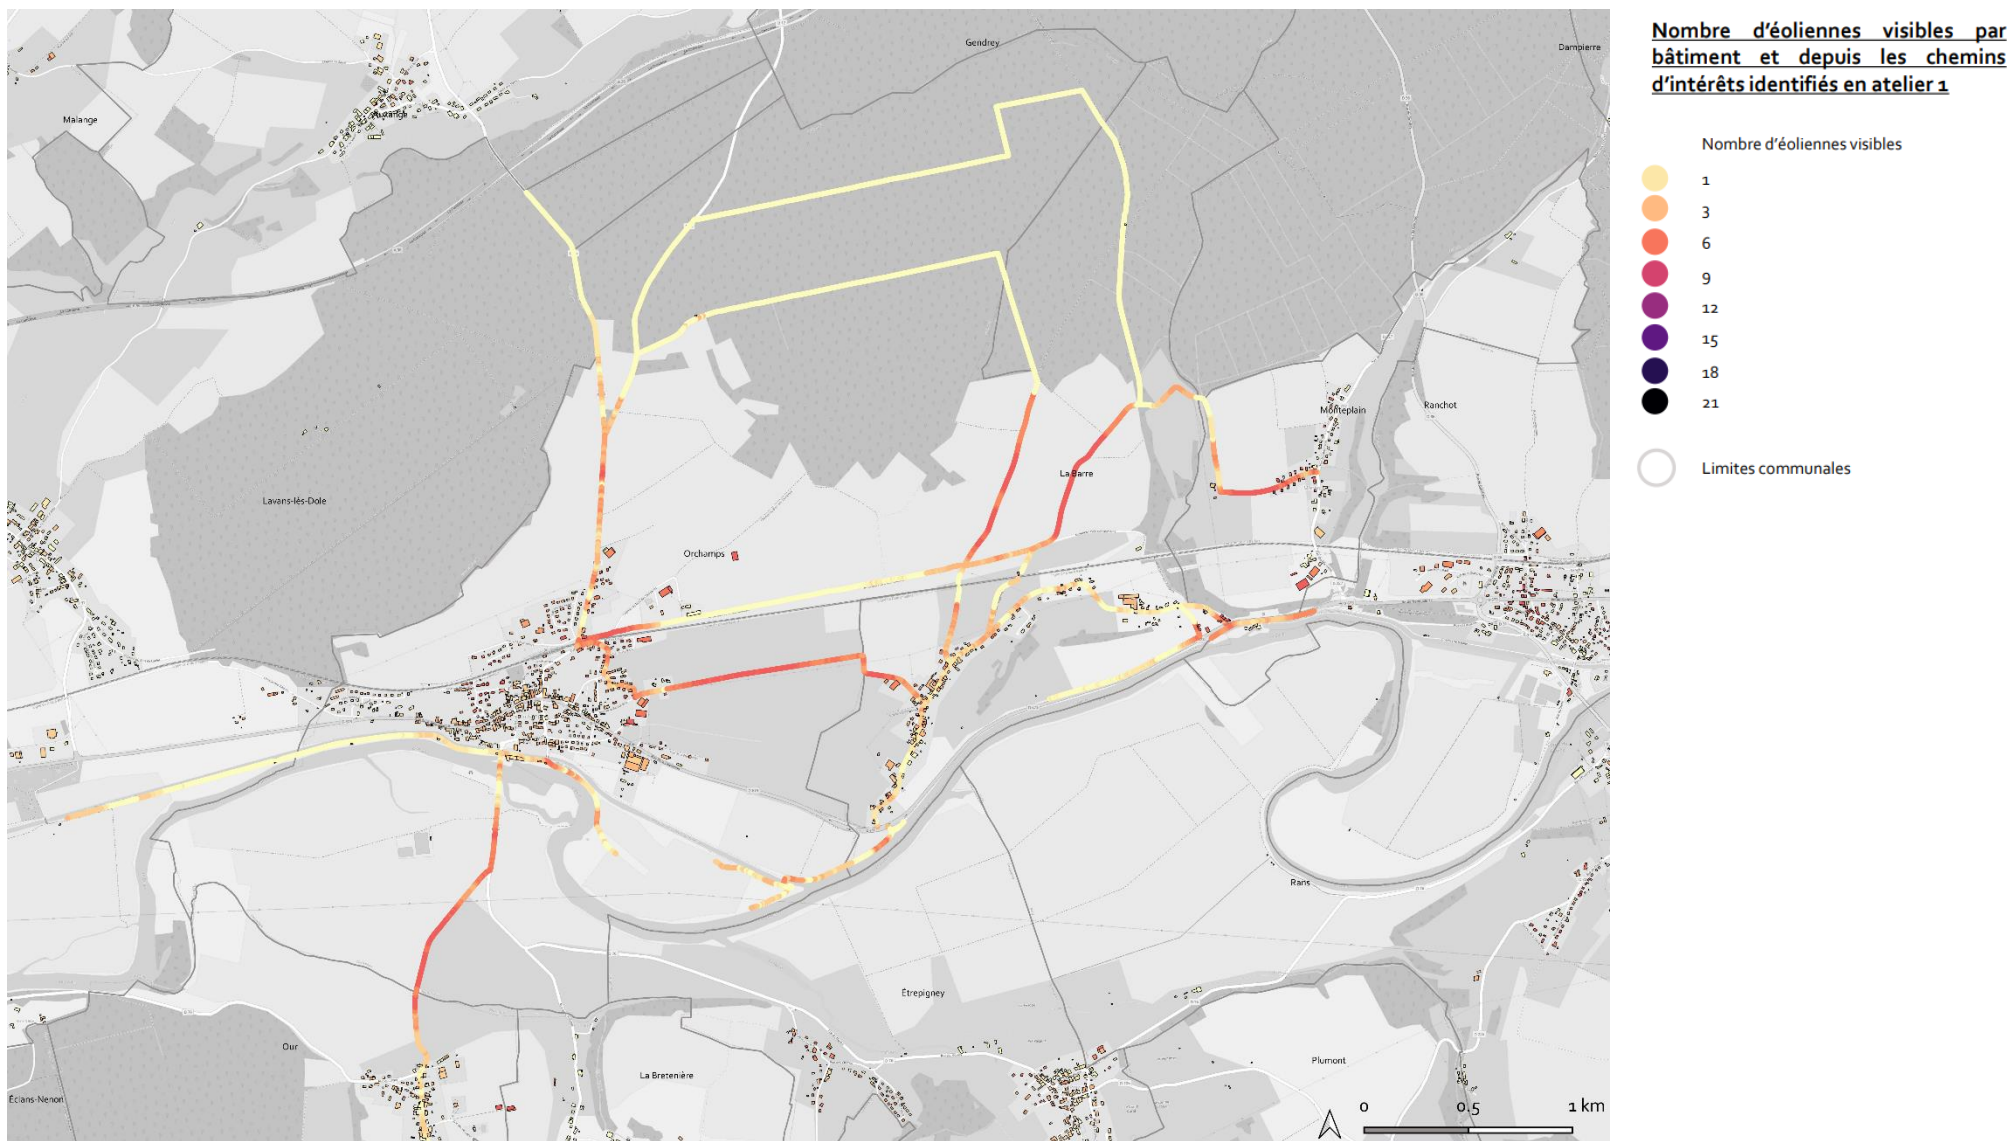 Nombre d'éoliennes visibles par
bâtiment et depuis les chemins
d'intérêts identifiés en atelier 1
Nombre d'éoliennes visibles
1
3
6
9
12
15
18
21
Limites communales
Gendrey
Dampierre
Malange
Auxange
Monteplain
Ranchot
La Barre
Lavans-lès-Dole
Orchamps
Rans
Étrepigney
Our
Plumont
La Bretenière
Éclans-Nenon
0 0,5 1 km